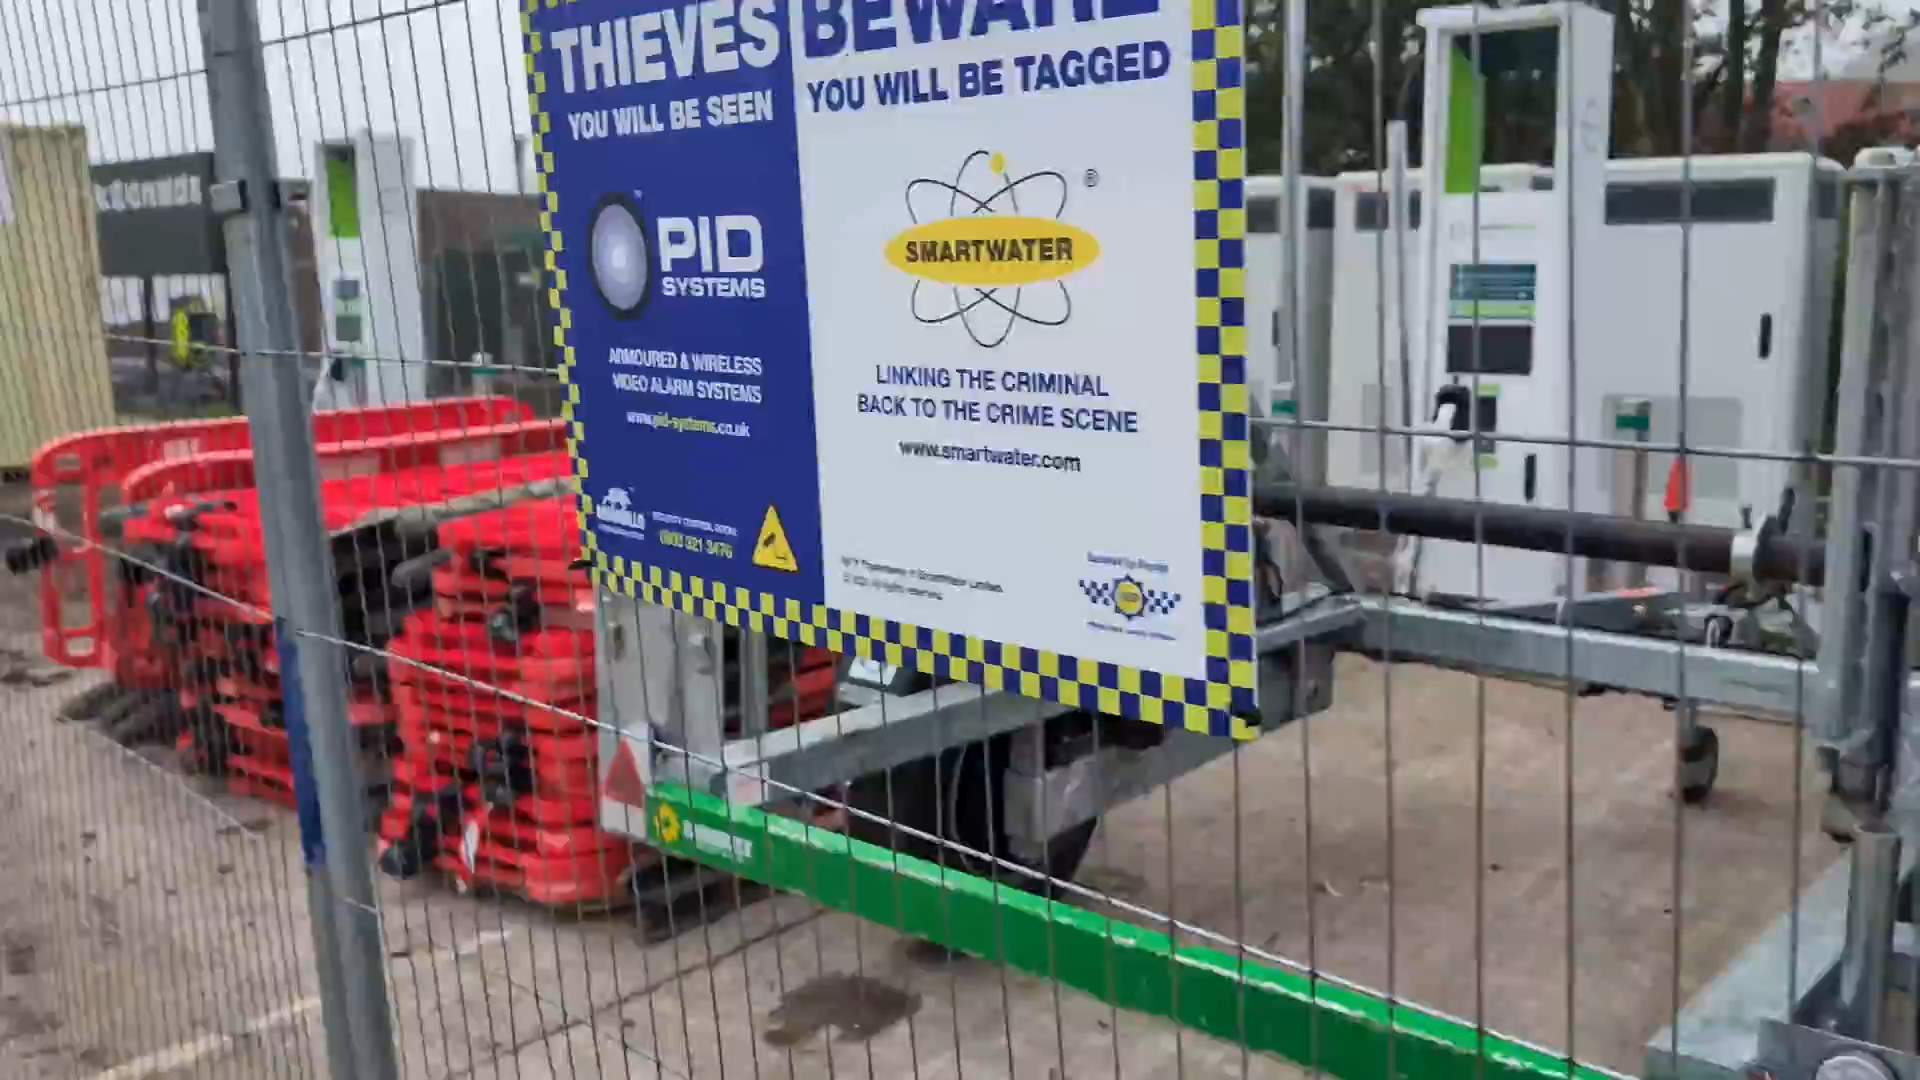 THIEVES BEWARE
YOU WILL BE SEEN
YOU WILL BE TAGGED
PID
SYSTEMS
ARMOURED & WIRELESS
VIDEO ALARM SYSTEMS
www.pid-systems.co.uk
SMARTWATER
®
LINKING THE CRIMINAL
BACK TO THE CRIME SCENE
www.smartwater.com